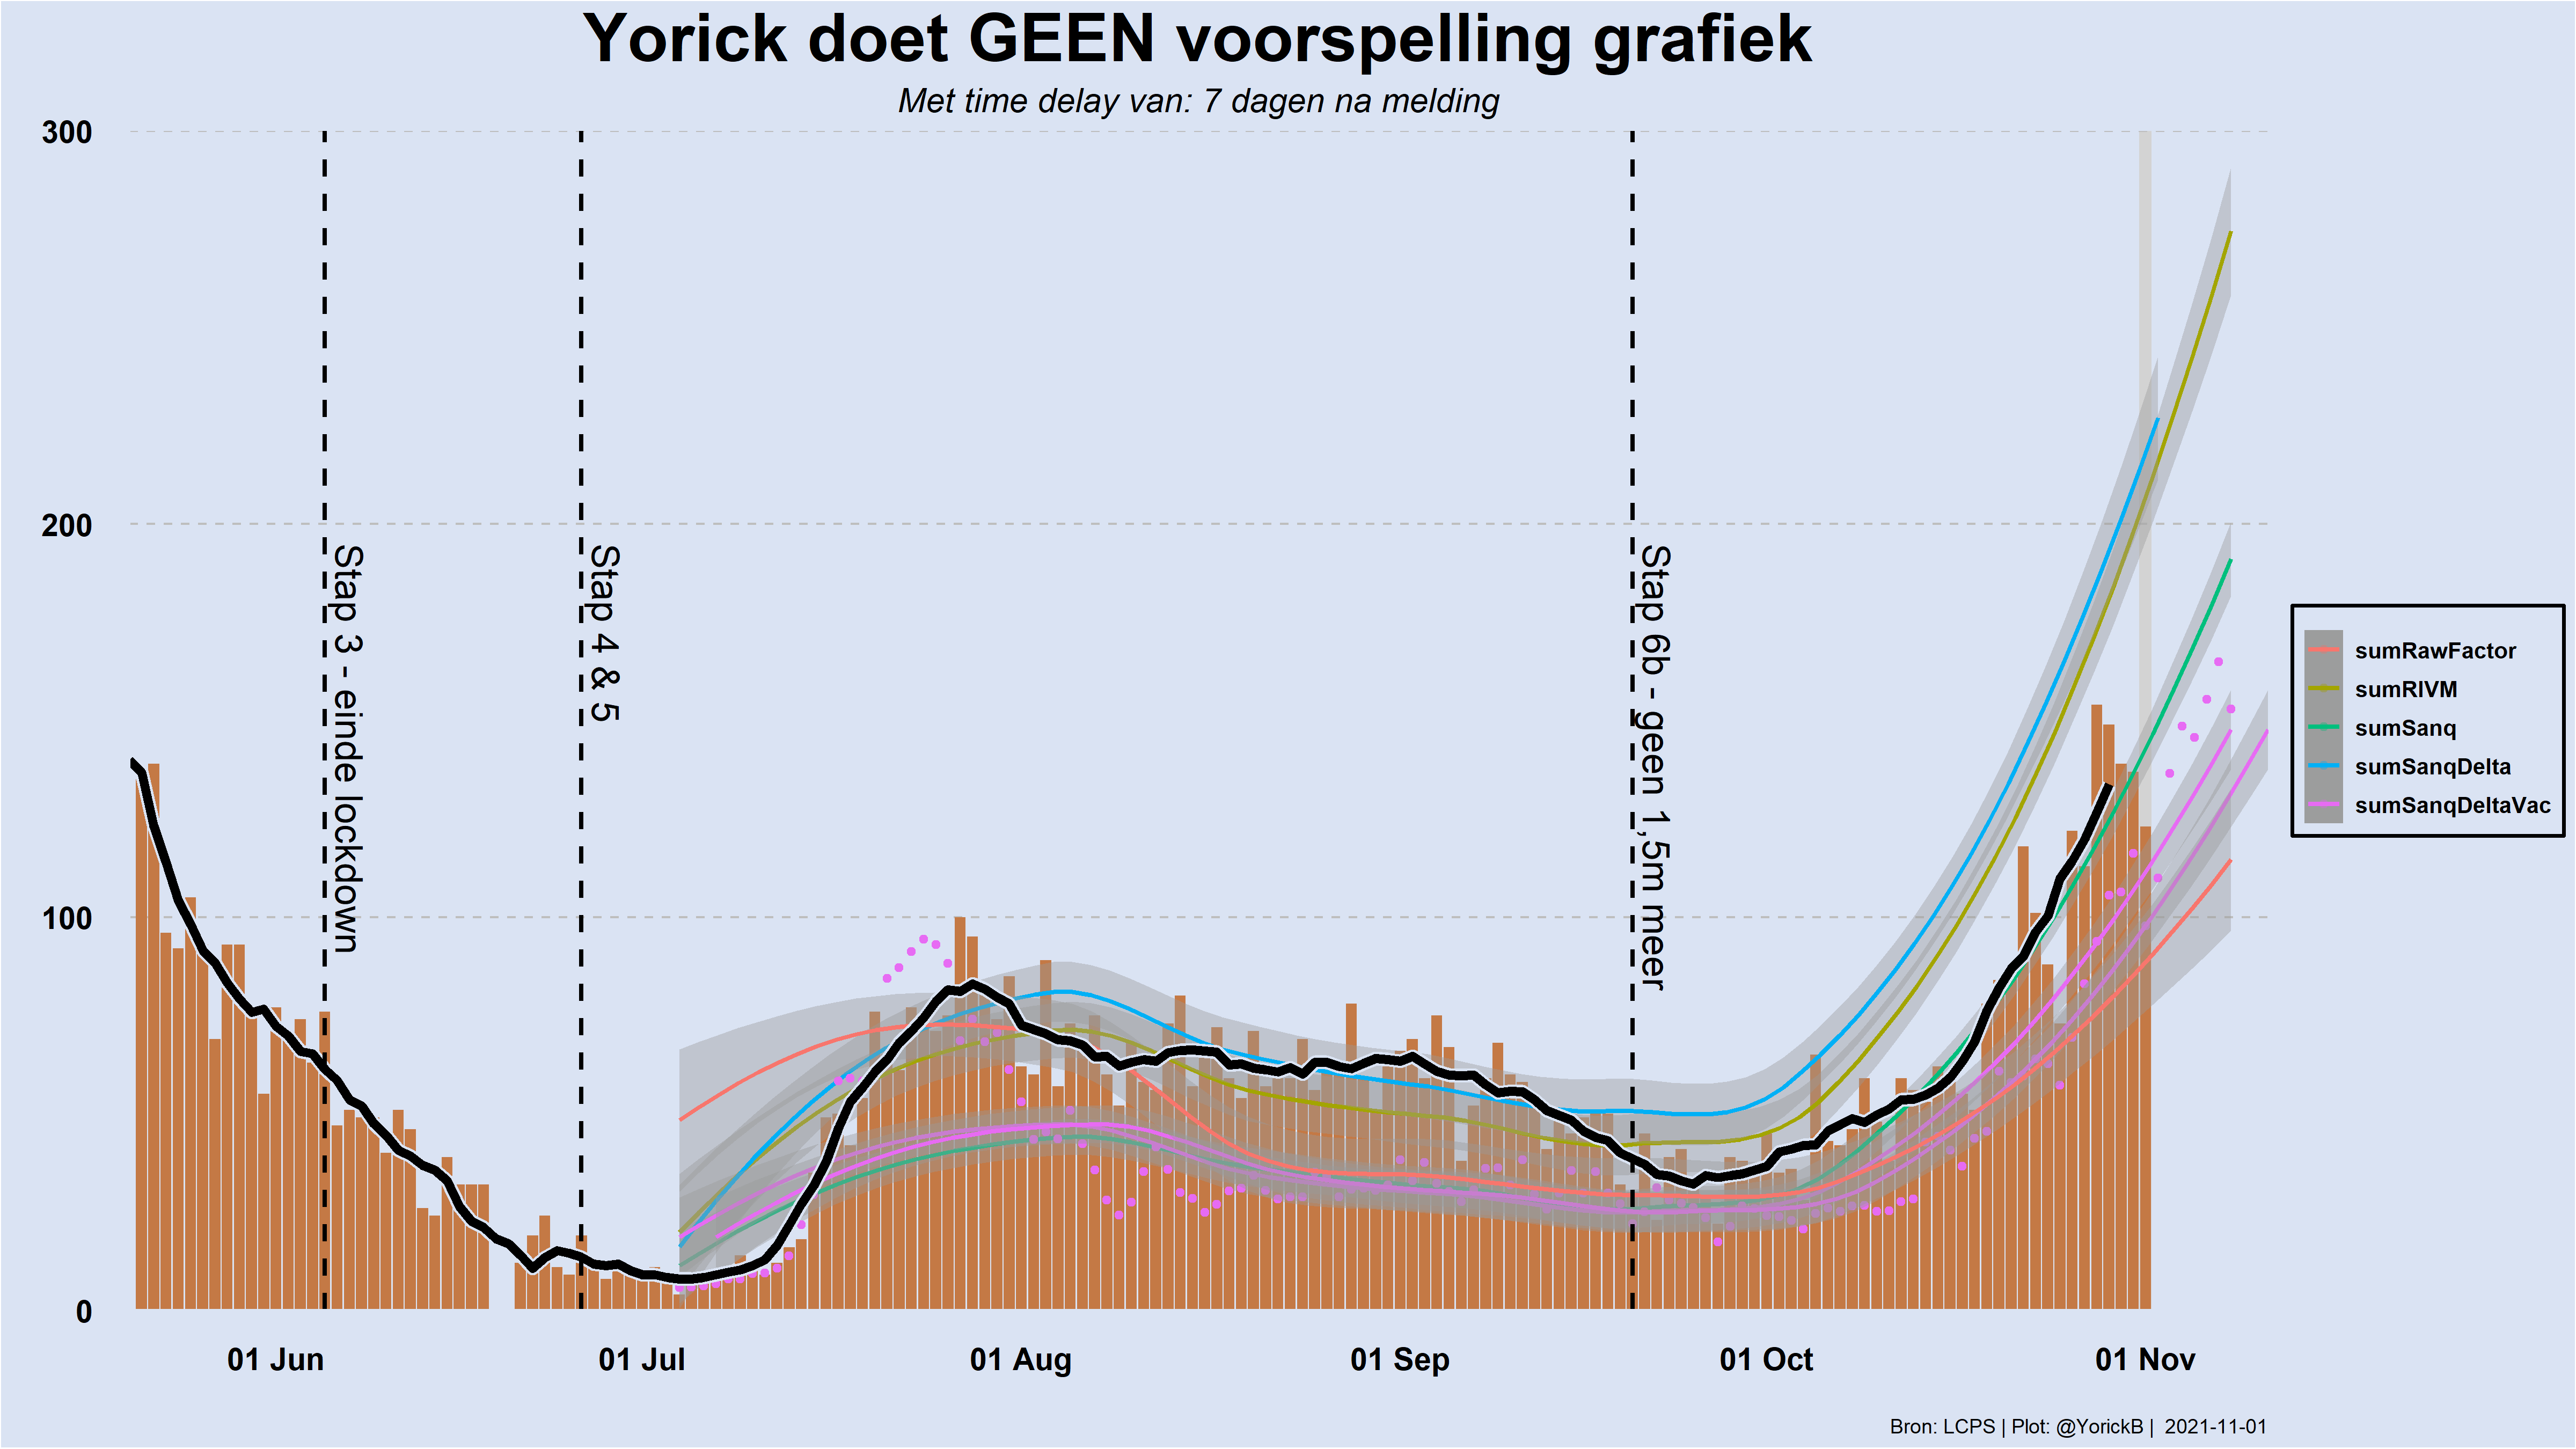 Yorick doet GEEN voorspelling grafiek
Met time delay van: 7 dagen na melding
300
200
100
0
Stap 3 - einde lockdown
Stap 4 & 5
Stap 6b - geen 1,5m meer
sumRawFactor
sumRIVM
sumSanq
sumSanqDelta
sumSanqDeltaVac
01 Jun
01 Jul
01 Aug
01 Sep
01 Oct
01 Nov
Bron: LCPS | Plot: @YorickB | 2021-11-01